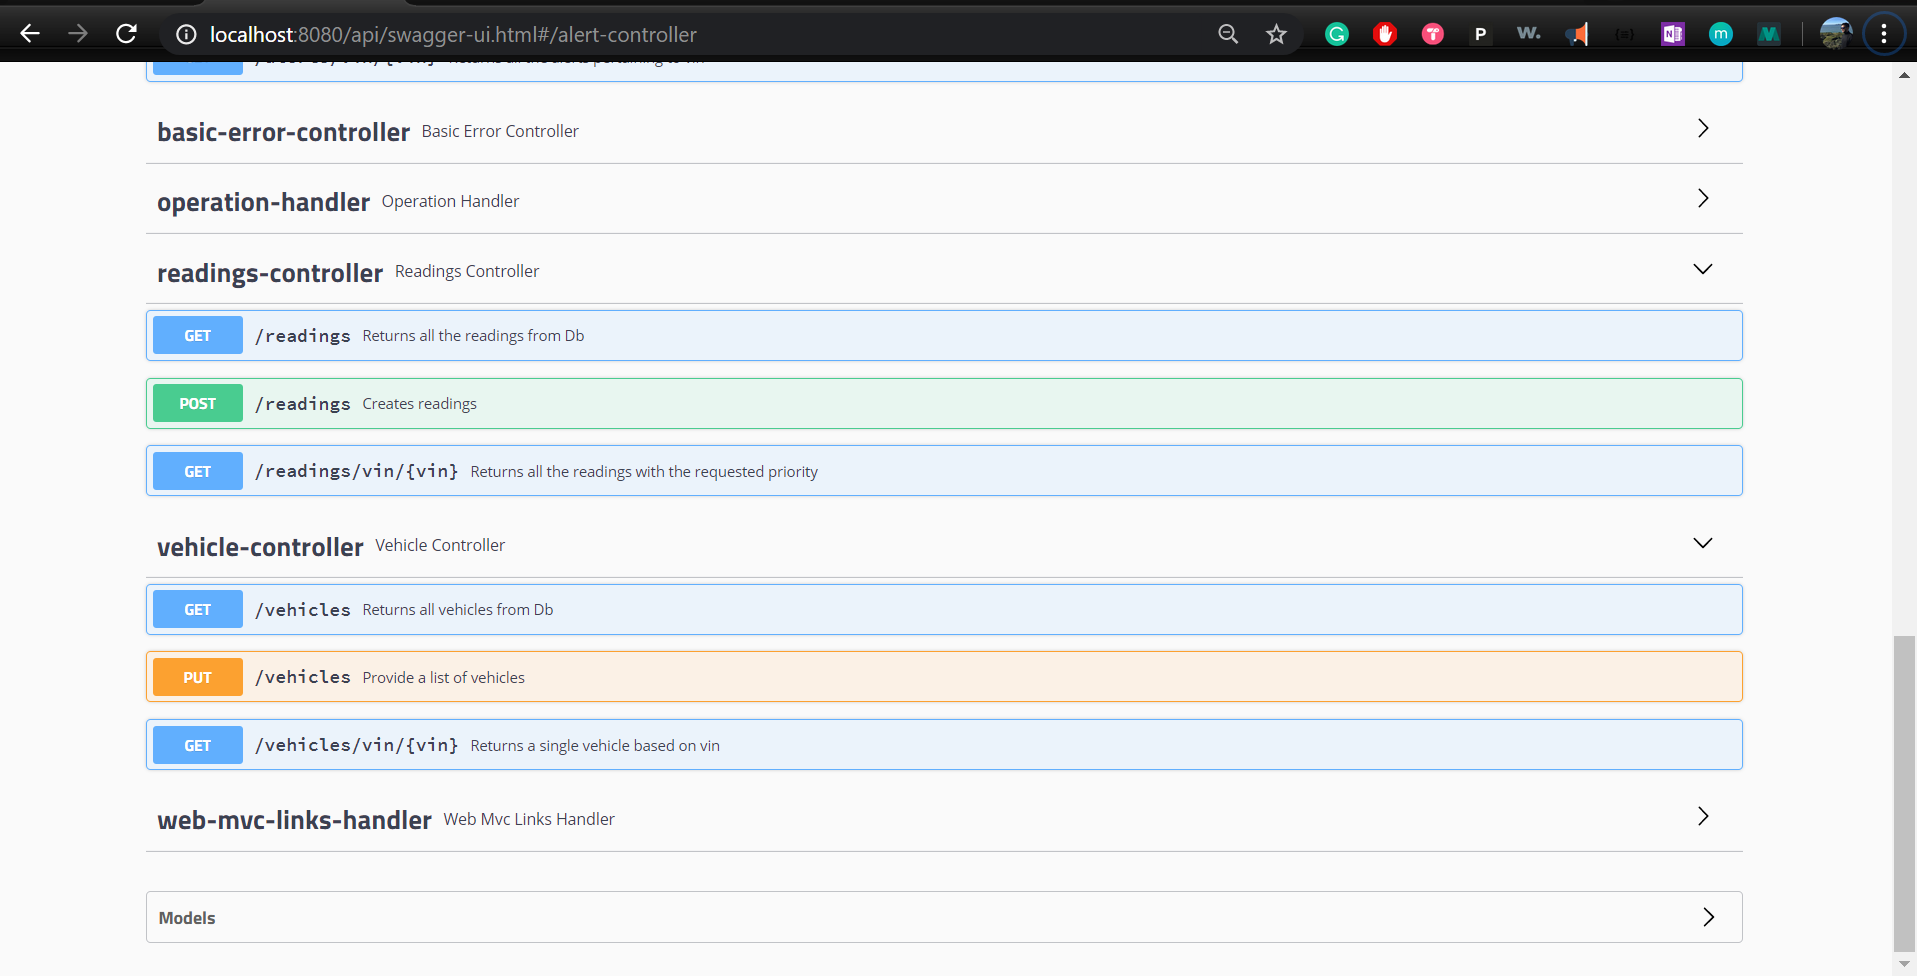 localhost:8080/api/swagger-ui.html#/alert-controller
basic-error-controller Basic Error Controller
operation-handler Operation Handler
readings-controller Readings Controller
GET /readings Returns all the readings from Db
POST /readings Creates readings
GET /readings/vin/{vin} Returns all the readings with the requested priority
vehicle-controller Vehicle Controller
GET /vehicles Returns all vehicles from Db
PUT /vehicles Provide a list of vehicles
GET /vehicles/vin/{vin} Returns a single vehicle based on vin
web-mvc-links-handler Web Mvc Links Handler
Models